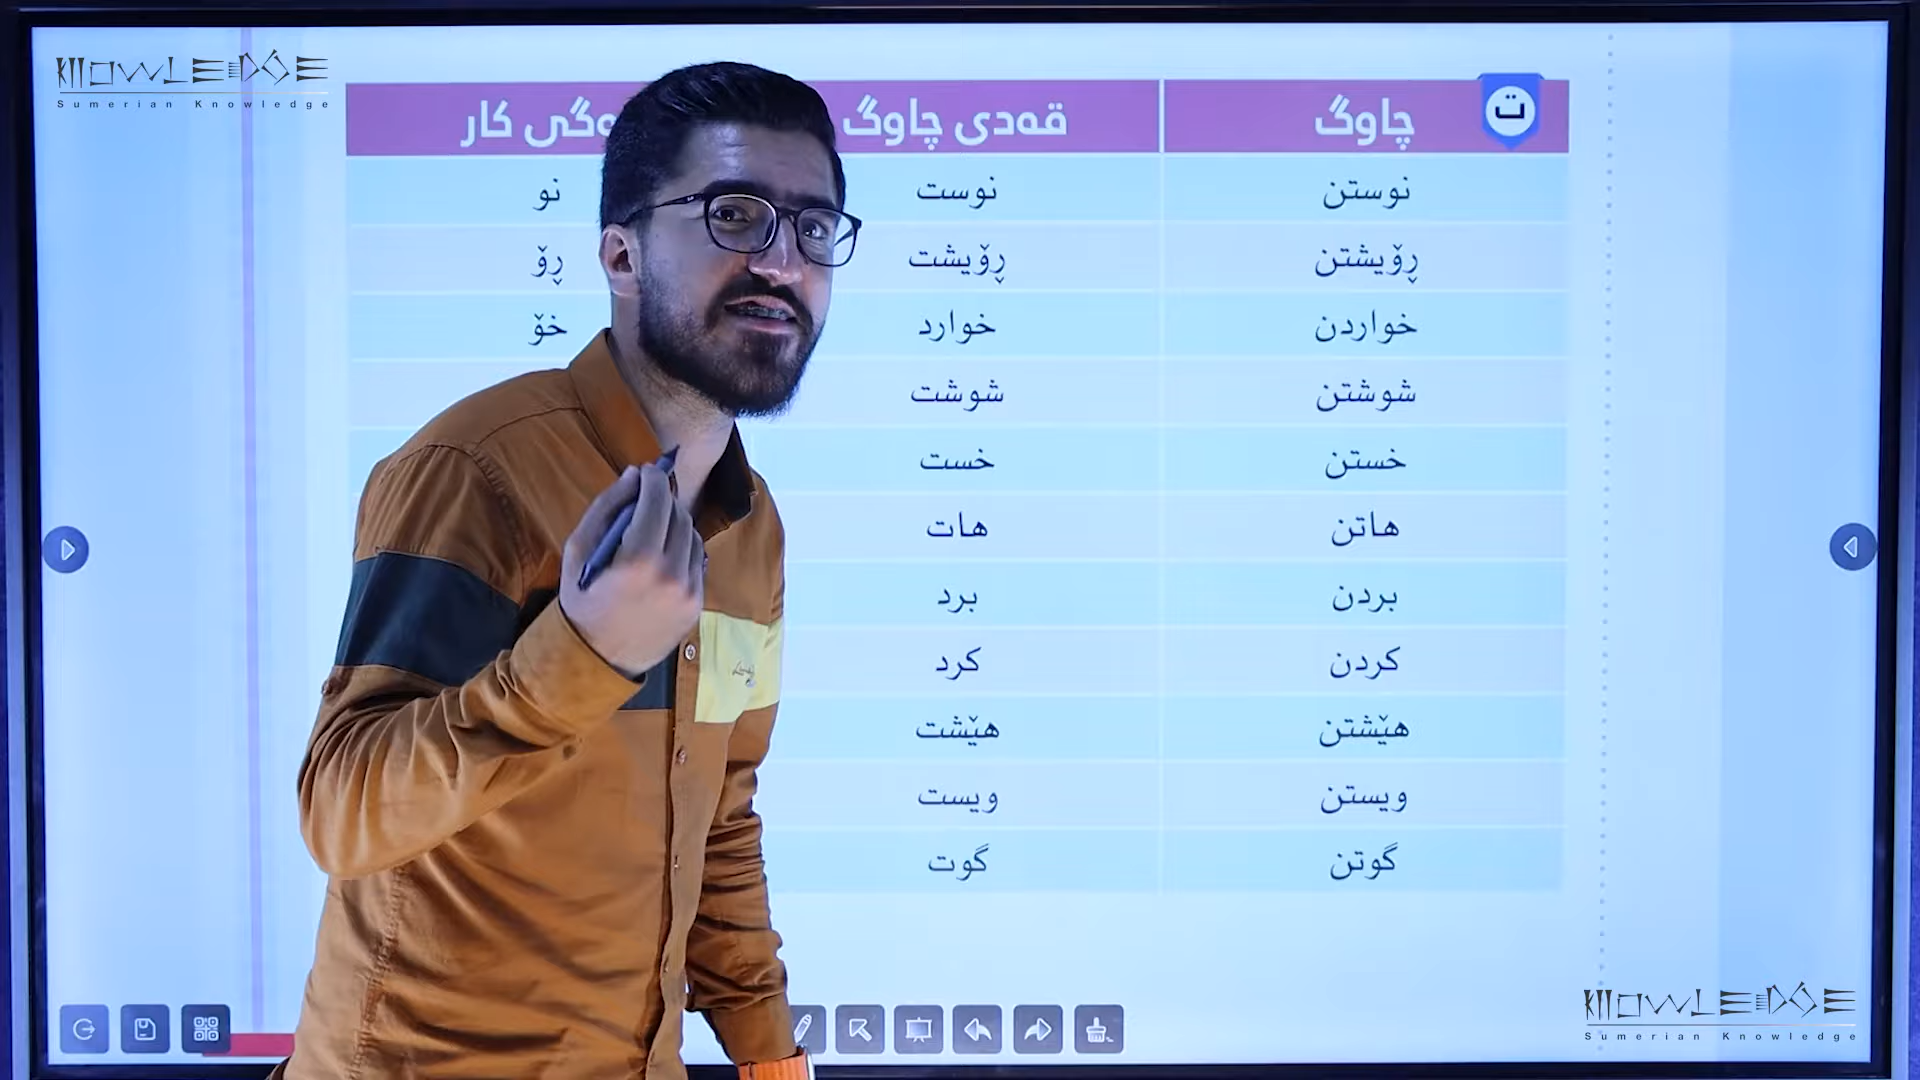 KNOWLEDGE
Sumerian Knowledge
ت
چاوگ قەدی چاوگ کار
نوستن نوست نو
ڕۆیشتن ڕۆیشت ڕۆ
خواردن خوارد خۆ
شوشتن شوشت
خستن خست
هاتن هات
بردن برد
کردن کرد
هێشتن هێشت
ویستن ویست
گوتن گوت
KNOWLEDGE
Sumerian Knowledge